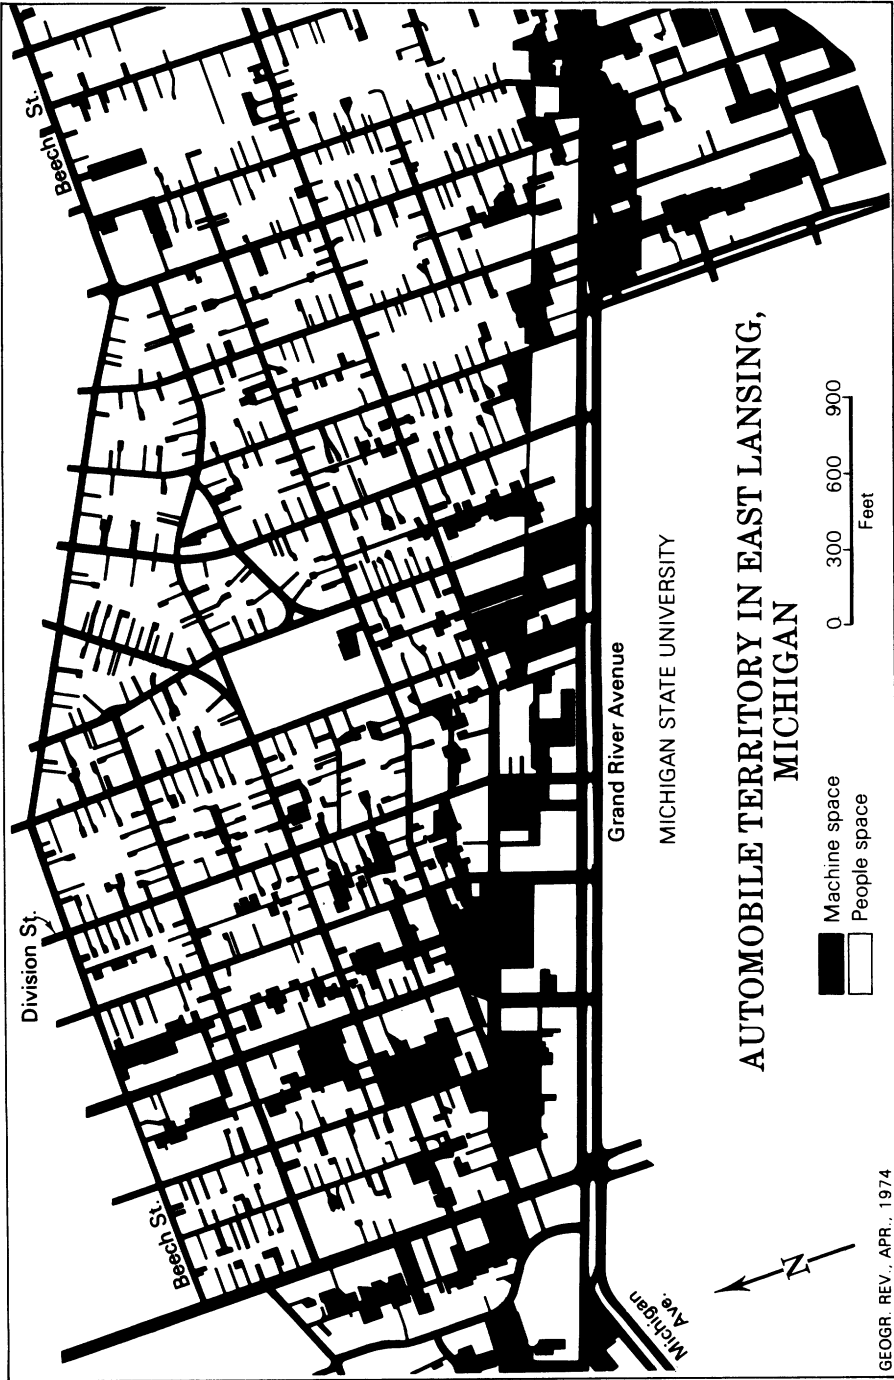 Beech St.
Division St.
Beech St.
Grand River Avenue
MICHIGAN STATE UNIVERSITY
Michigan
Ave.
N
AUTOMOBILE TERRITORY IN EAST LANSING,
MICHIGAN
Machine space
People space
0 300 600 900
Feet
GEOGR. REV., APR., 1974